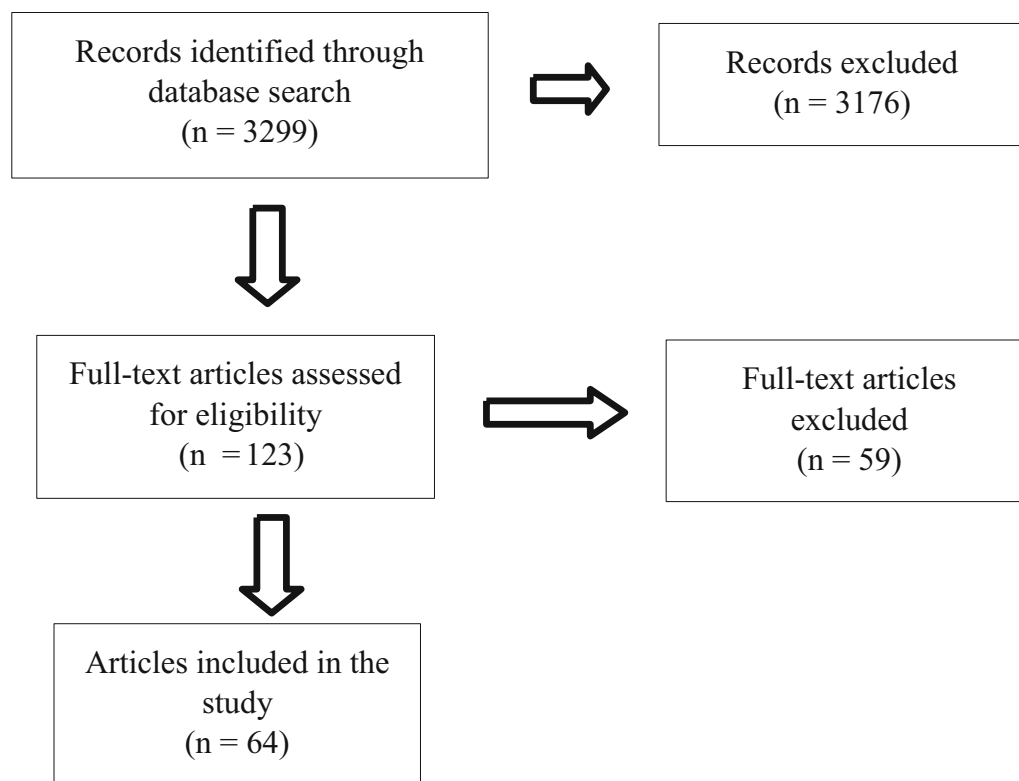 Records identified through
database search
(n = 3299)
Records excluded
(n = 3176)
Full-text articles assessed
for eligibility
(n = 123)
Full-text articles
excluded
(n = 59)
Articles included in the
study
(n = 64)